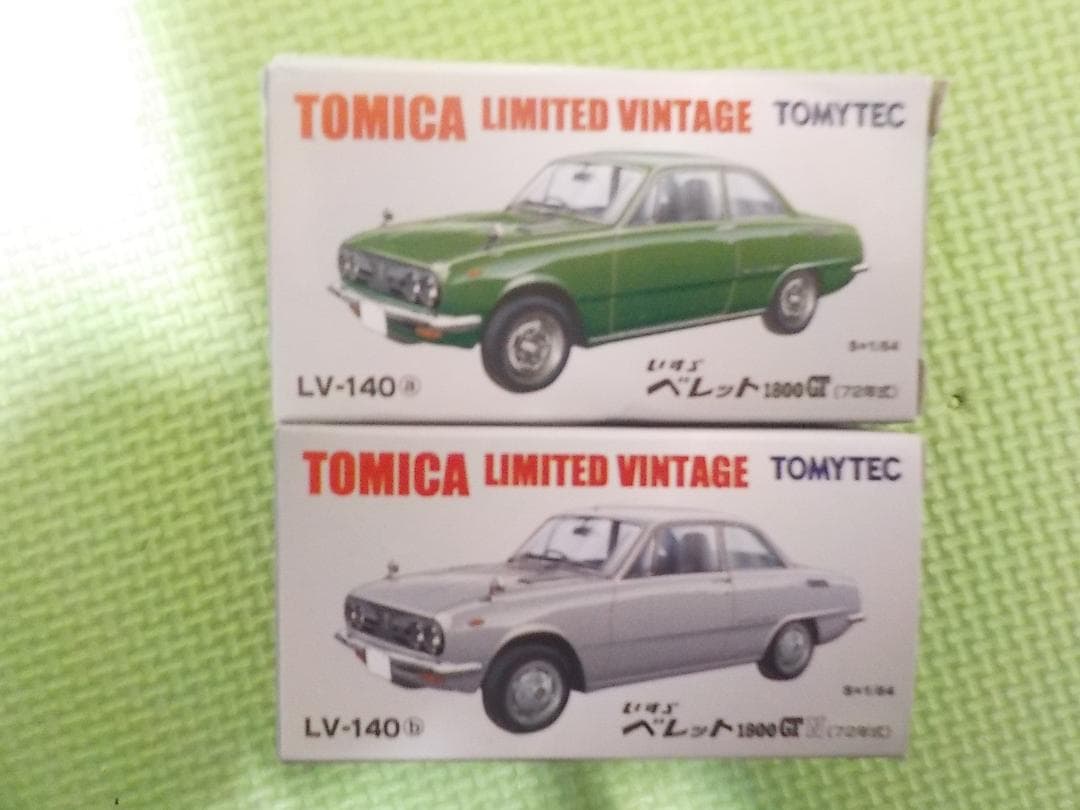 TOMICA LIMITED VINTAGE TOMYTEC
S=1/64
LV-140ⓐ
いすゞ
ベレット1800GT(72年式)
TOMICA LIMITED VINTAGE TOMYTEC
S=1/64
LV-140ⓑ
いすゞ
ベレット1800GT (72年式)